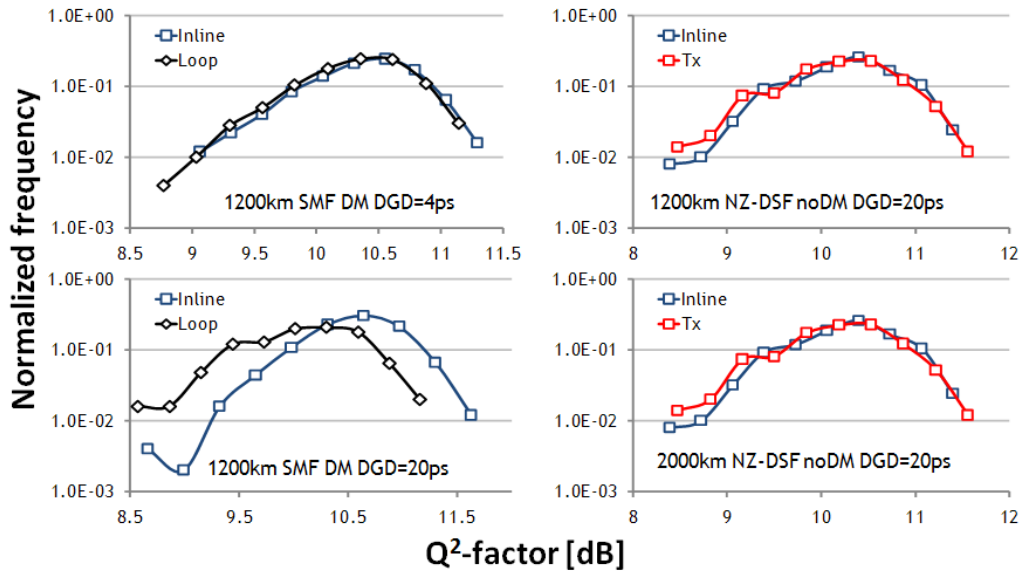 Normalized frequency
1.0E+00
1.0E-01
1.0E-02
1.0E-03
Inline
Loop
1200km SMF DM DGD=4ps
8.5 9 9.5 10 10.5 11 11.5
1.0E+00
1.0E-01
1.0E-02
1.0E-03
Inline
Tx
1200km NZ-DSF noDM DGD=20ps
8 9 10 11 12
1.0E+00
1.0E-01
1.0E-02
1.0E-03
Inline
Loop
1200km SMF DM DGD=20ps
8.5 9.5 10.5 11.5
1.0E+00
1.0E-01
1.0E-02
1.0E-03
Inline
Tx
2000km NZ-DSF noDM DGD=20ps
8 9 10 11 12
Q²-factor [dB]